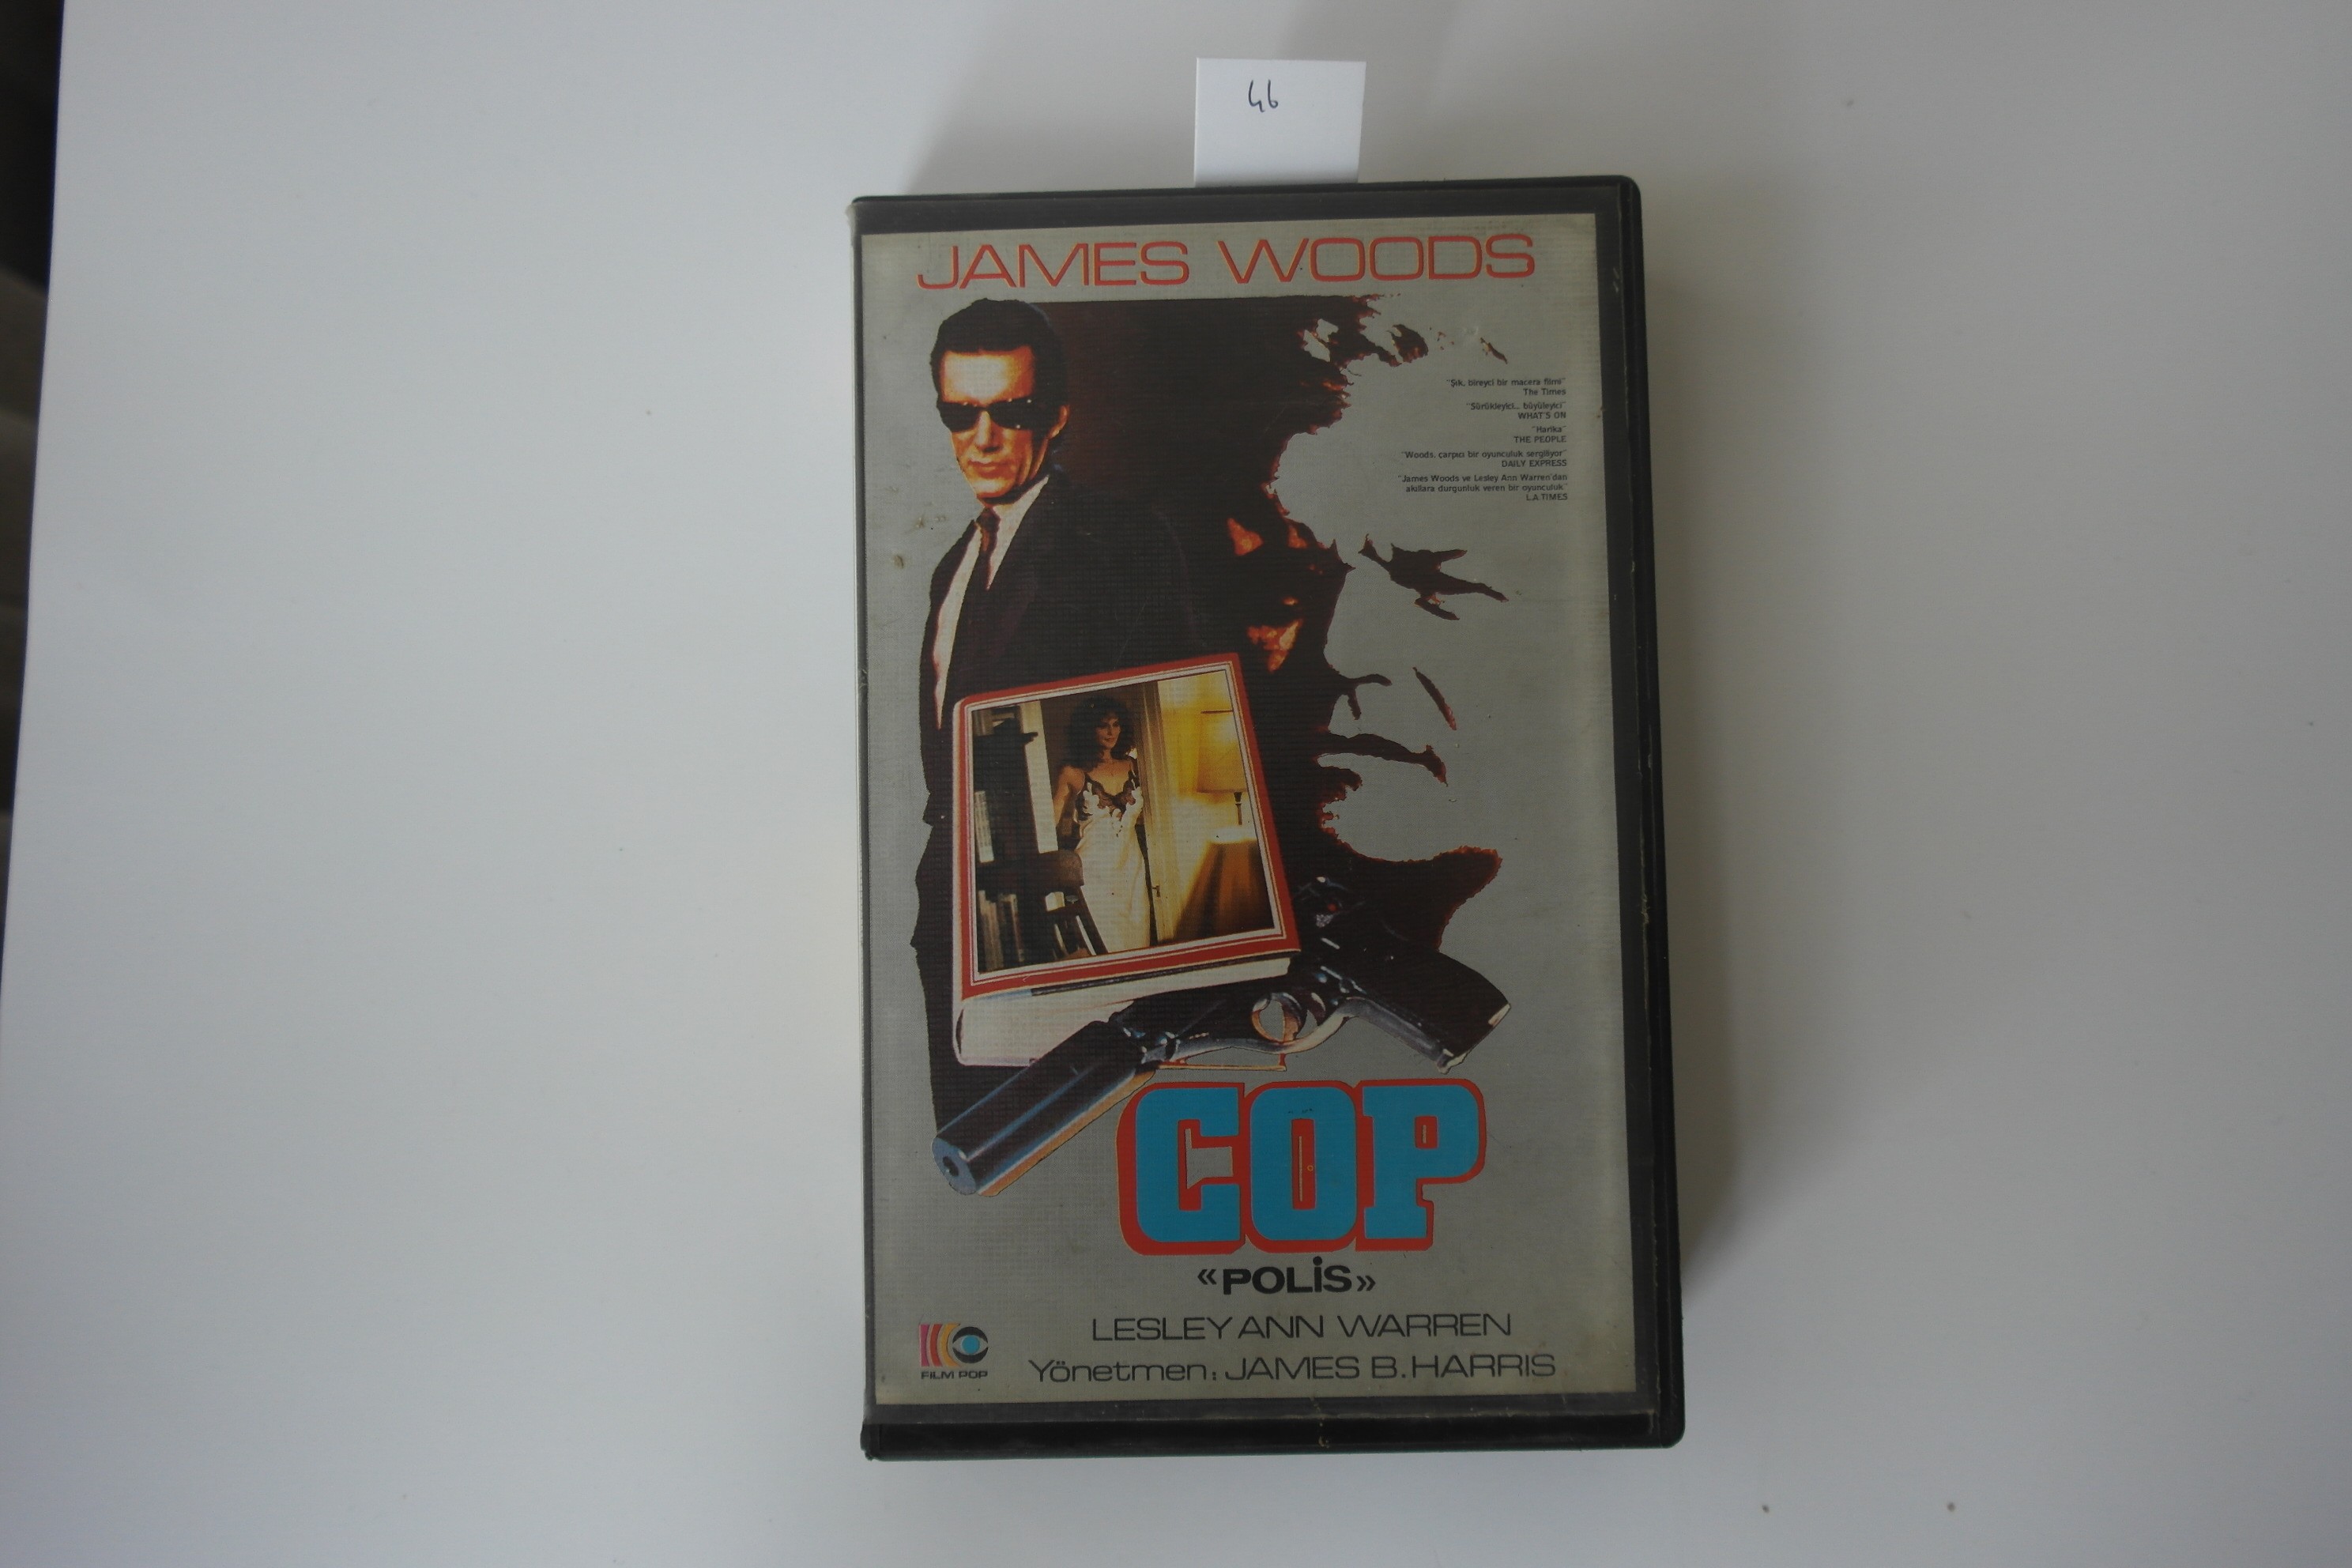 46
JAMES WOODS
"Şık, bireyci bir macera filmi"
The Times
"Sürükleyici... büyüleyici"
WHAT'S ON
"Harika"
THE PEOPLE
"Woods, çarpıcı bir oyunculuk sergiliyor"
DAILY EXPRESS
"James Woods ve Lesley Ann Warren'dan
akıllara durgunluk veren bir oyunculuk"
L.A.TIMES
COP
«POLİS»
LESLEY ANN WARREN
Yönetmen: JAMES B. HARRIS
FILM POP